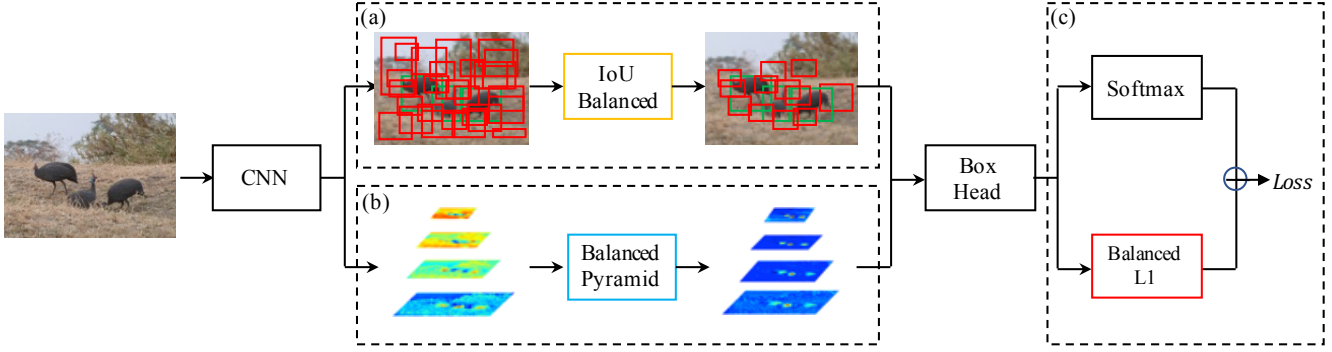 (a)
IoU
Balanced
CNN
(b)
Balanced
Pyramid
Box
Head
(c)
Softmax
Balanced
L1
Loss